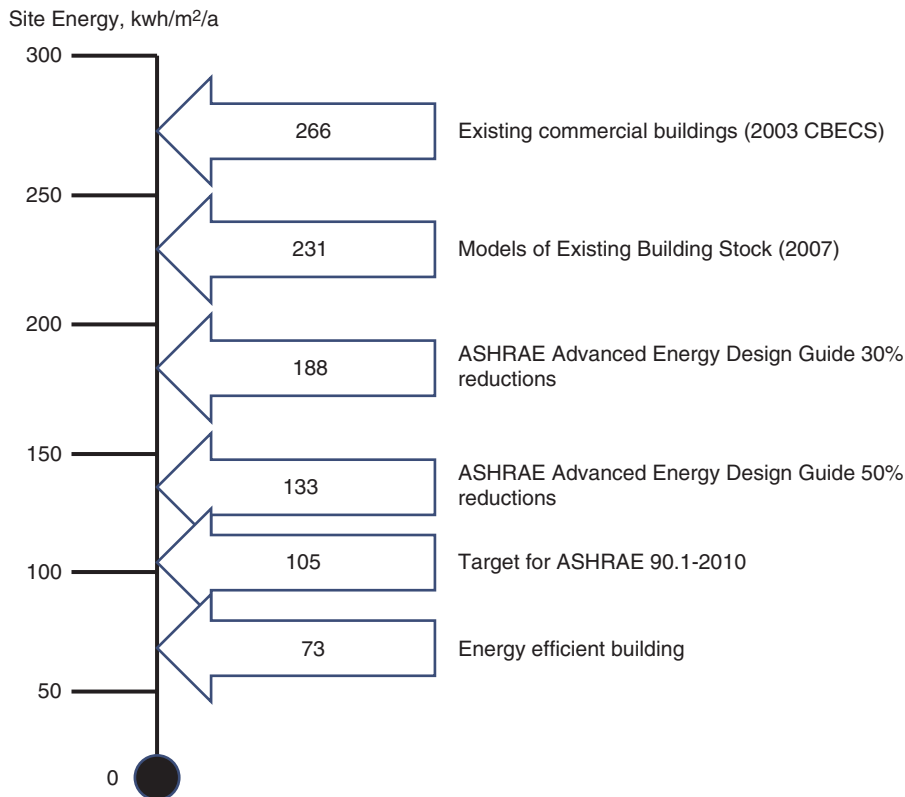 Site Energy, kwh/m²/a
300
266
Existing commercial buildings (2003 CBECS)
250
231
Models of Existing Building Stock (2007)
200
188
ASHRAE Advanced Energy Design Guide 30%
reductions
150
133
ASHRAE Advanced Energy Design Guide 50%
reductions
105
Target for ASHRAE 90.1-2010
100
73
Energy efficient building
50
0